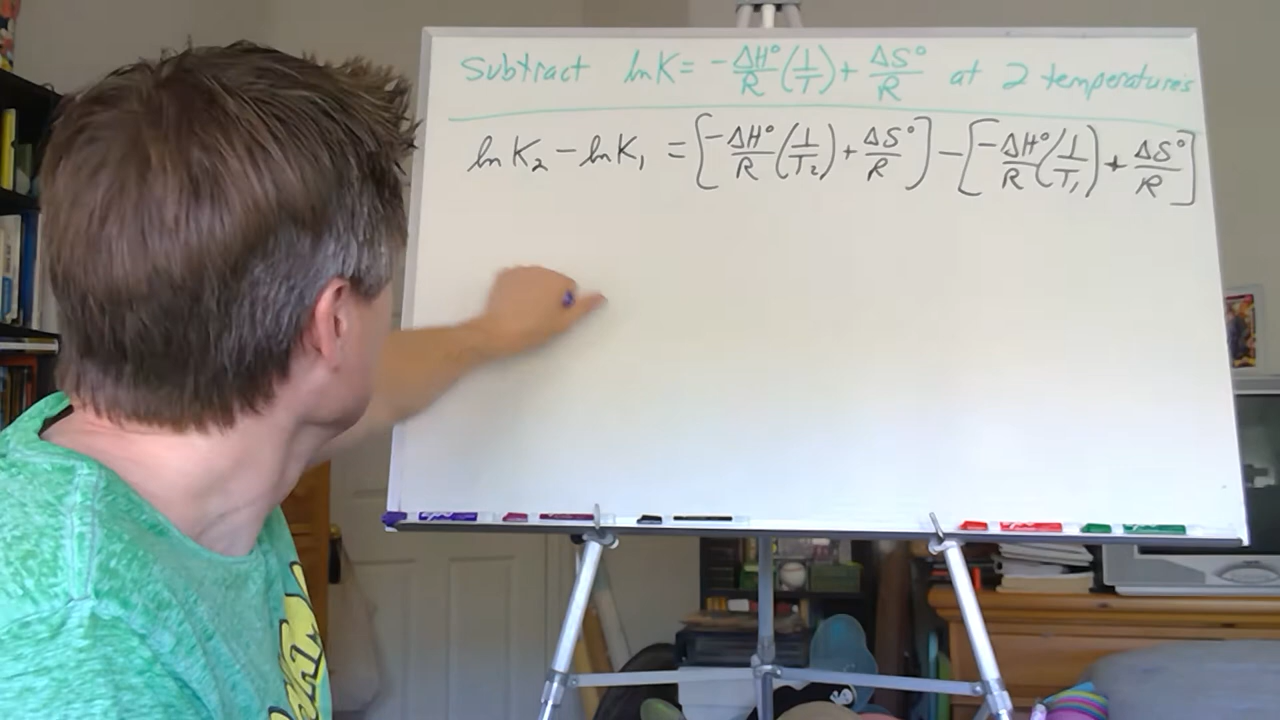 Subtract lnK = -ΔH°/R (1/T) + ΔS°/R at 2 temperatures
lnK₂ - lnK₁ = [-ΔH°/R (1/T₂) + ΔS°/R] - [-ΔH°/R (1/T₁) + ΔS°/R]